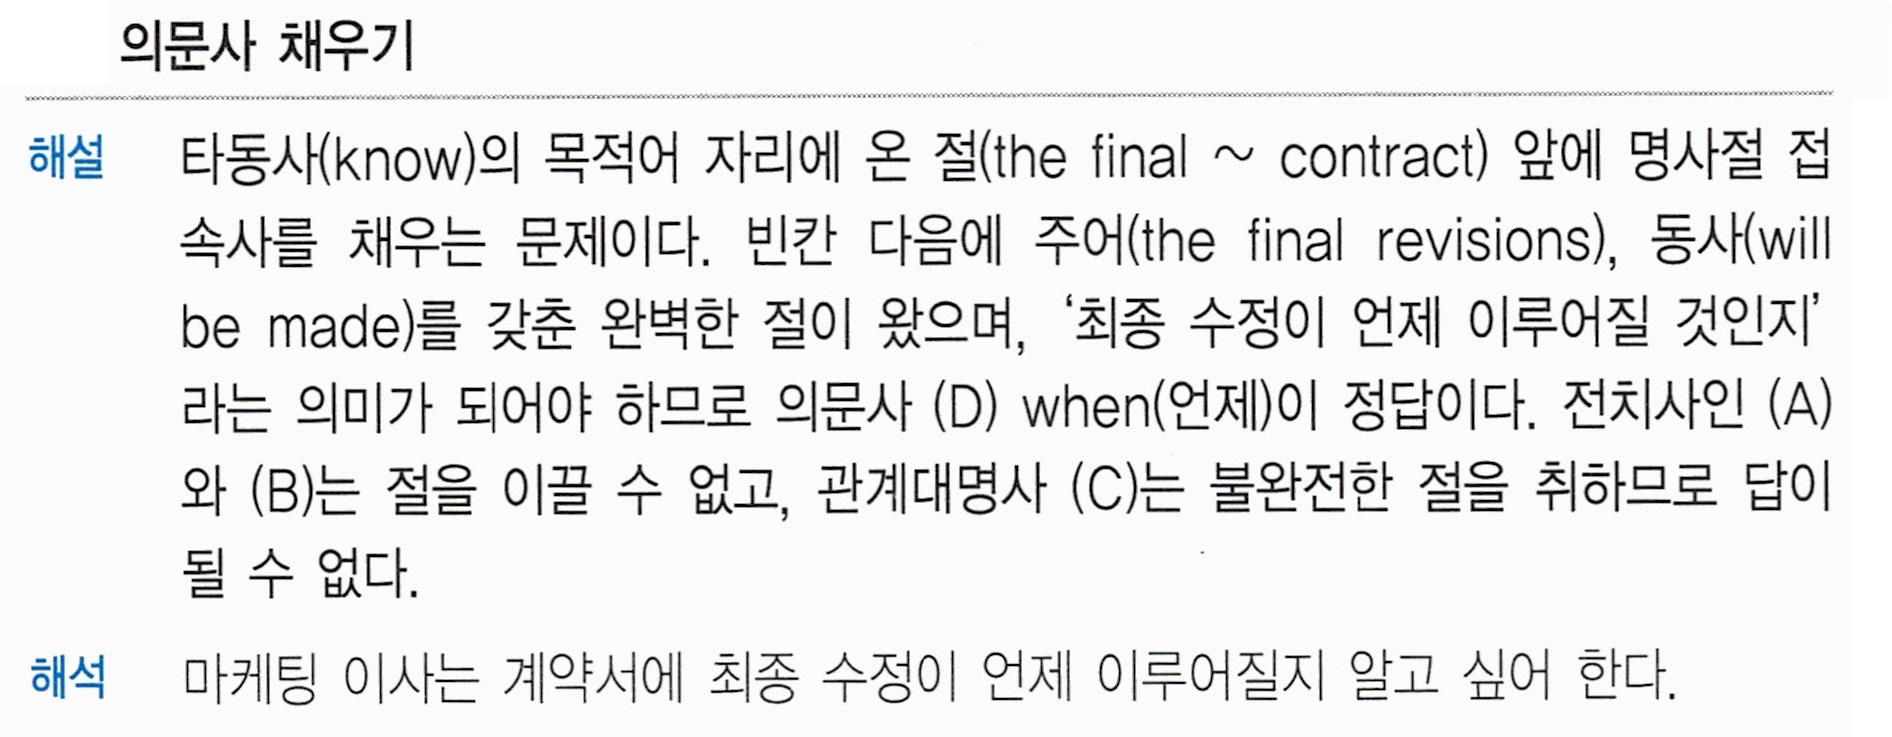 의문사 채우기
해설 타동사(know)의 목적어 자리에 온 절(the final ~ contract) 앞에 명사절 접
속사를 채우는 문제이다. 빈칸 다음에 주어(the final revisions), 동사(will
be made)를 갖춘 완벽한 절이 왔으며, ‘최종 수정이 언제 이루어질 것인지’
라는 의미가 되어야 하므로 의문사 (D) when(언제)이 정답이다. 전치사인 (A)
와 (B)는 절을 이끌 수 없고, 관계대명사 (C)는 불완전한 절을 취하므로 답이
될 수 없다.
해석 마케팅 이사는 계약서에 최종 수정이 언제 이루어질지 알고 싶어 한다.